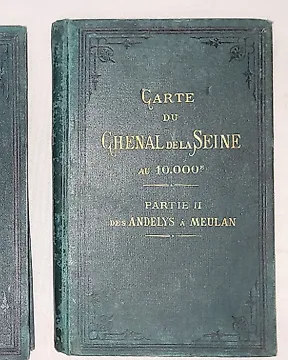 CARTE
DU
CHENAL DE LA SEINE
AU 10.000e
PARTIE II
DES ANDELYS A MEULAN